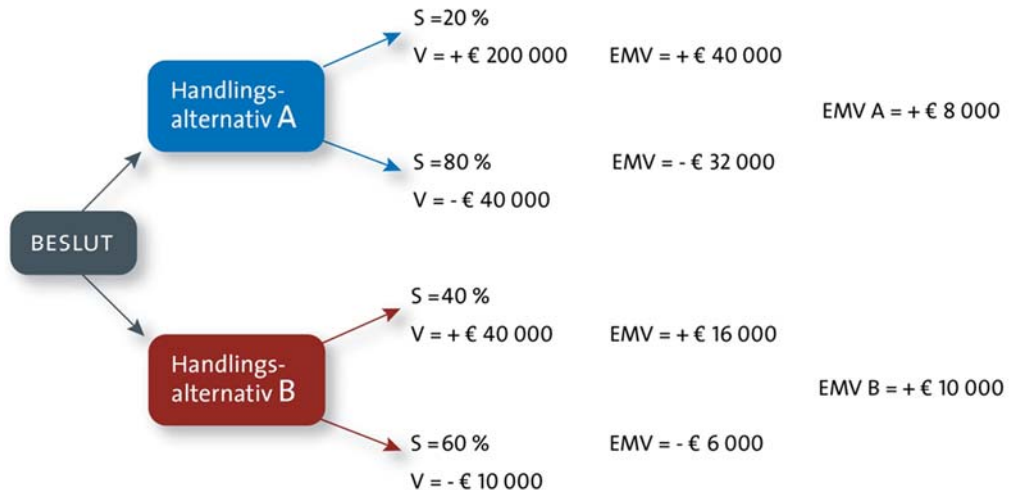 S =20 %
V = + € 200 000 EMV = + € 40 000
Handlings-
alternativ A
EMV A = + € 8 000
S =80 % EMV = - € 32 000
V = - € 40 000
BESLUT
S =40 %
V = + € 40 000 EMV = + € 16 000
Handlings-
alternativ B
EMV B = + € 10 000
S =60 % EMV = - € 6 000
V = - € 10 000